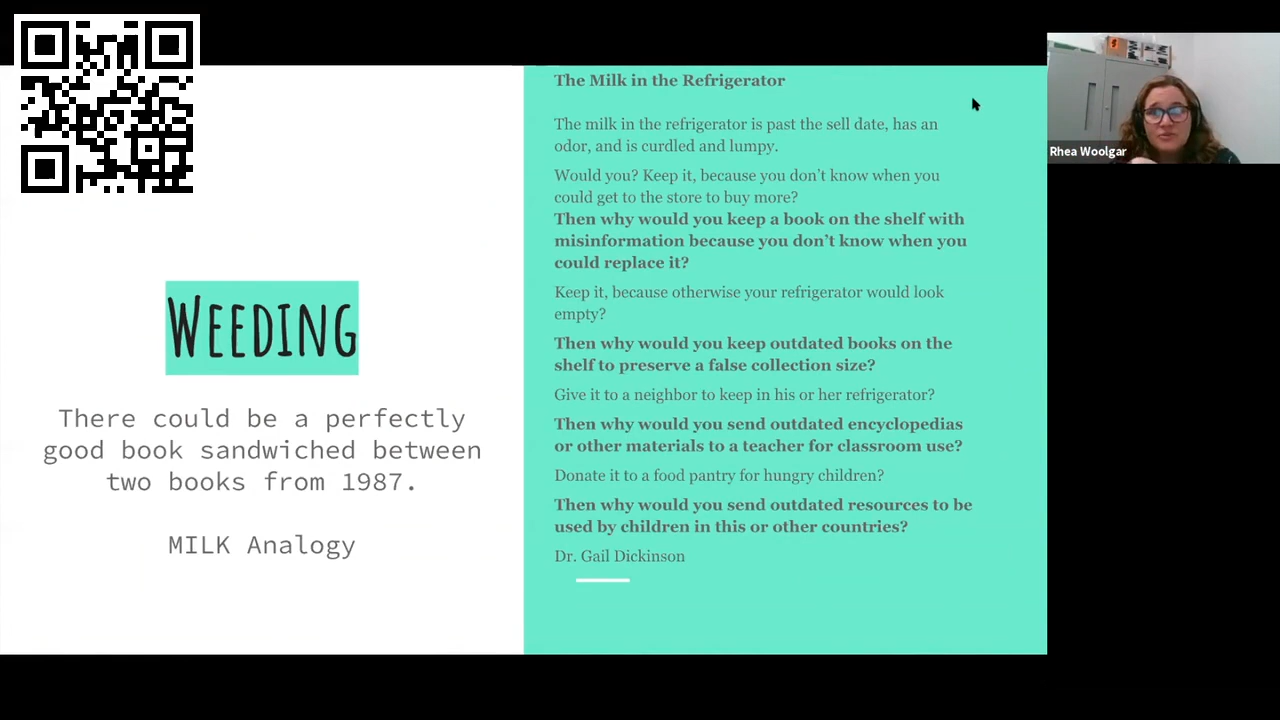 WEEDING
There could be a perfectly
good book sandwiched between
two books from 1987.
MILK Analogy
The Milk in the Refrigerator
The milk in the refrigerator is past the sell date, has an
odor, and is curdled and lumpy.
Would you? Keep it, because you don't know when you
could get to the store to buy more?
Then why would you keep a book on the shelf with
misinformation because you don't know when you
could replace it?
Keep it, because otherwise your refrigerator would look
empty?
Then why would you keep outdated books on the
shelf to preserve a false collection size?
Give it to a neighbor to keep in his or her refrigerator?
Then why would you send outdated encyclopedias
or other materials to a teacher for classroom use?
Donate it to a food pantry for hungry children?
Then why would you send outdated resources to be
used by children in this or other countries?
Dr. Gail Dickinson
Rhea Woolgar